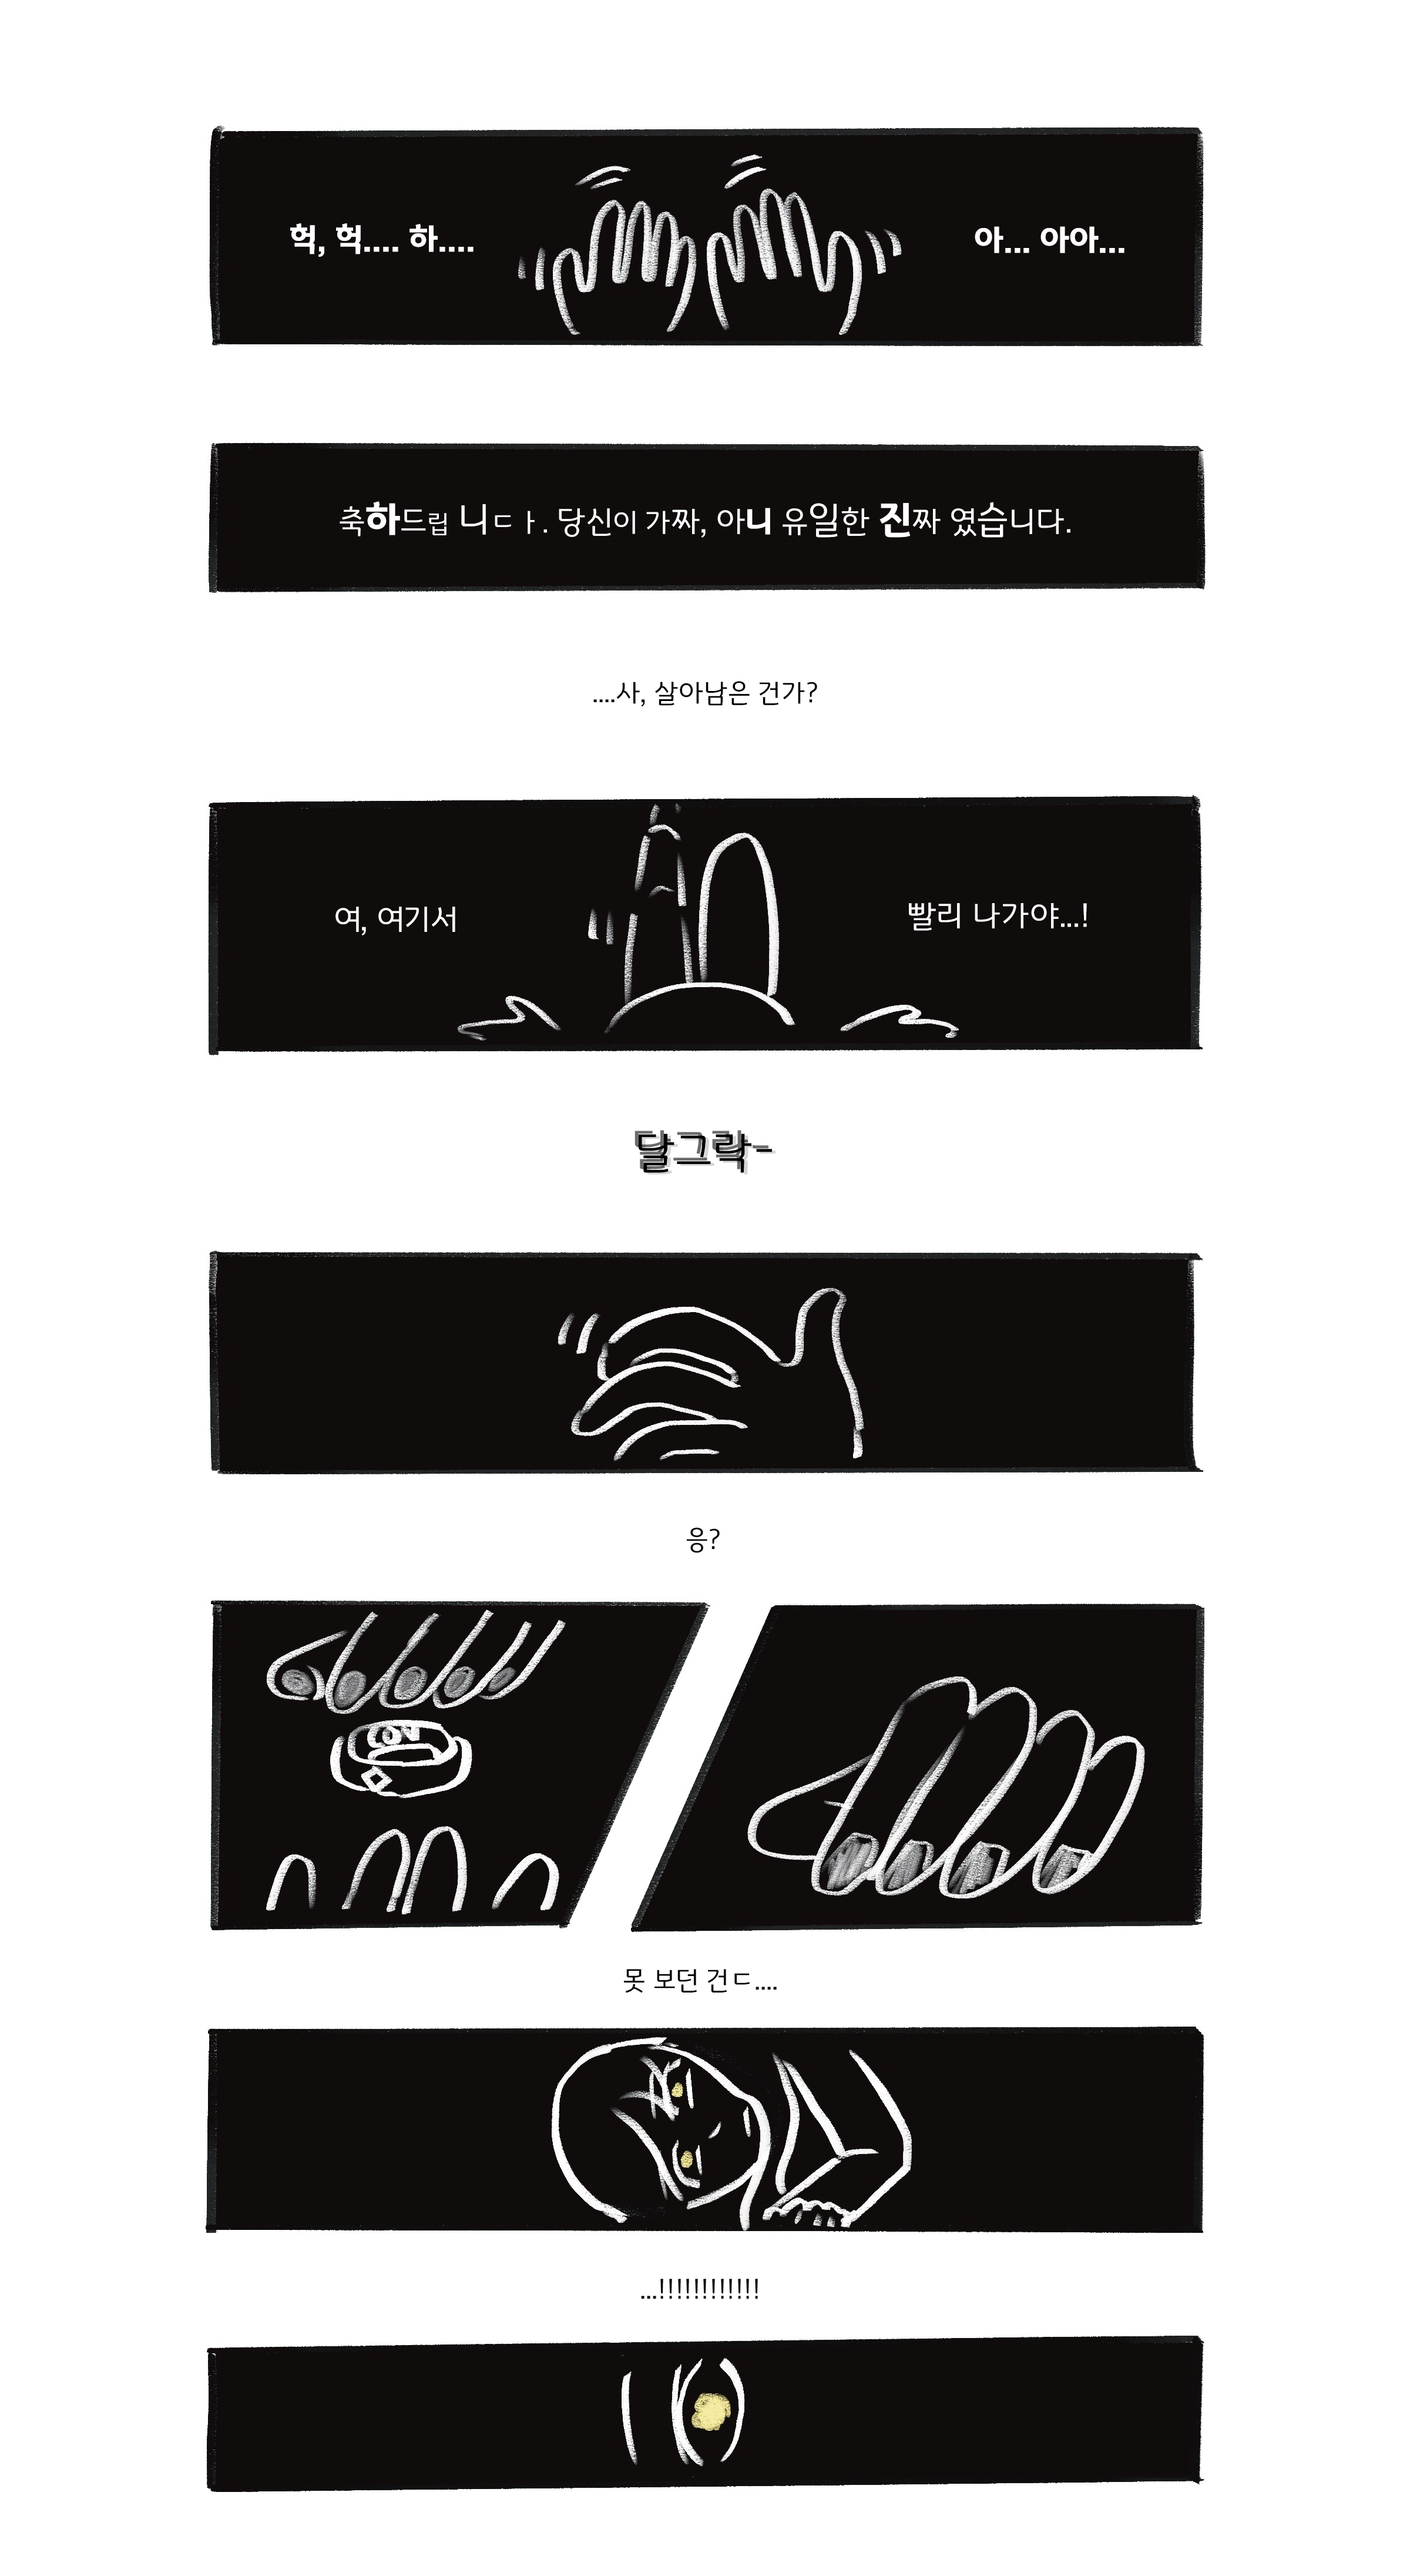 헉, 헉.... 하....
아... 아아...
축하드립 니ㄷㅏ. 당신이 가짜, 아니 유일한 진짜 였습니다.
....사, 살아남은 건가?
여, 여기서
빨리 나가야...!
달그락-
응?
LOV
못 보던 건ㄷ....
...!!!!!!!!!!!!